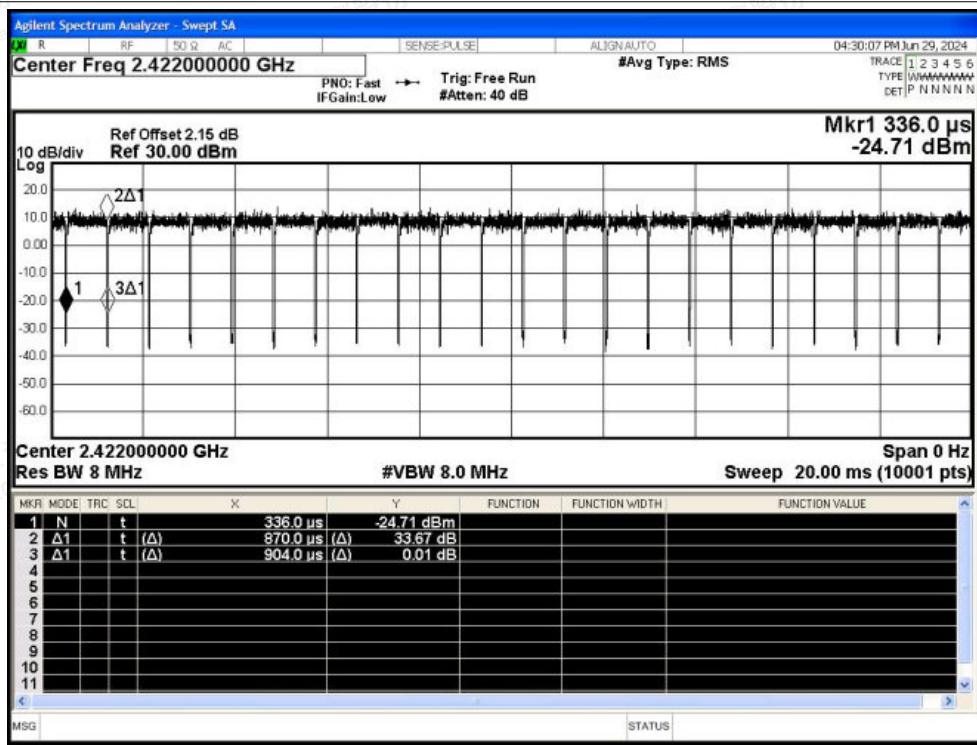 Agilent Spectrum Analyzer - Swept SA
LXI R RF 50 Ω AC SENSE:PULSE ALIGNAUTO 04:30:07 PM Jun 29, 2024
Center Freq 2.422000000 GHz #Avg Type: RMS TRACE 1 2 3 4 5 6
PNO: Fast Trig: Free Run TYPE WWWWWW
IFGain:Low #Atten: 40 dB DET P N N N N N
Mkr1 336.0 µs
Ref Offset 2.15 dB
10 dB/div Ref 30.00 dBm -24.71 dBm
Log
20.0
2Δ1
10.0
0.00
-10.0
1 3Δ1
-20.0
-30.0
-40.0
-50.0
-60.0
Center 2.422000000 GHz Span 0 Hz
Res BW 8 MHz #VBW 8.0 MHz Sweep 20.00 ms (10001 pts)
MKR MODE TRC SCL X Y FUNCTION FUNCTION WIDTH FUNCTION VALUE
1 N t 336.0 µs -24.71 dBm
2 Δ1 t (Δ) 870.0 µs (Δ) 33.67 dB
3 Δ1 t (Δ) 904.0 µs (Δ) 0.01 dB
4
5
6
7
8
9
10
11
MSG STATUS